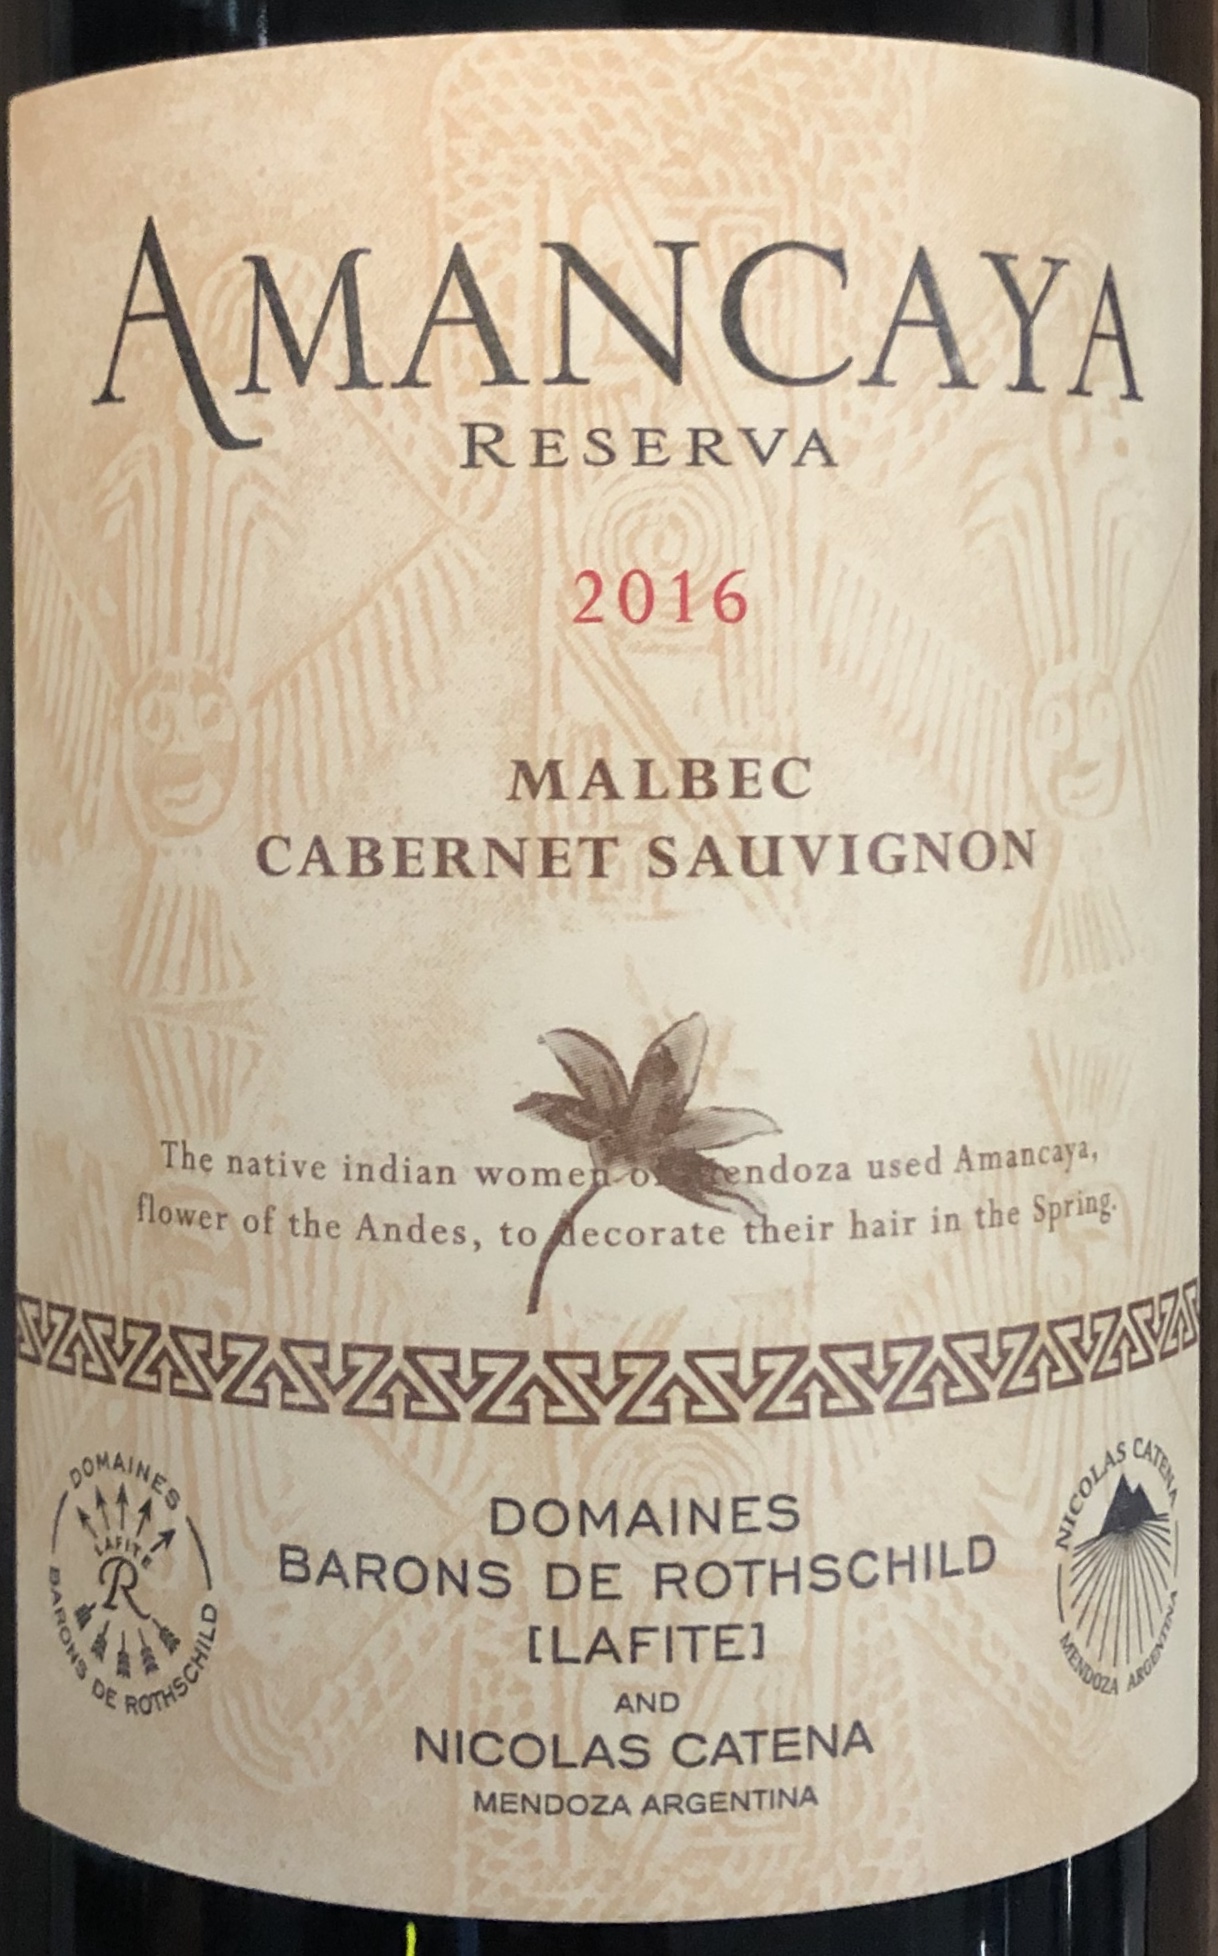 AMANCAYA
RESERVA
2016
MALBEC
CABERNET SAUVIGNON
The native indian women of Mendoza used Amancaya,
flower of the Andes, to decorate their hair in the Spring.
DOMAINES
LAFITE
R
BARONS DE ROTHSCHILD
DOMAINES
BARONS DE ROTHSCHILD
[LAFITE]
AND
NICOLAS CATENA
MENDOZA ARGENTINA
NICOLAS CATENA
MENDOZA ARGENTINA